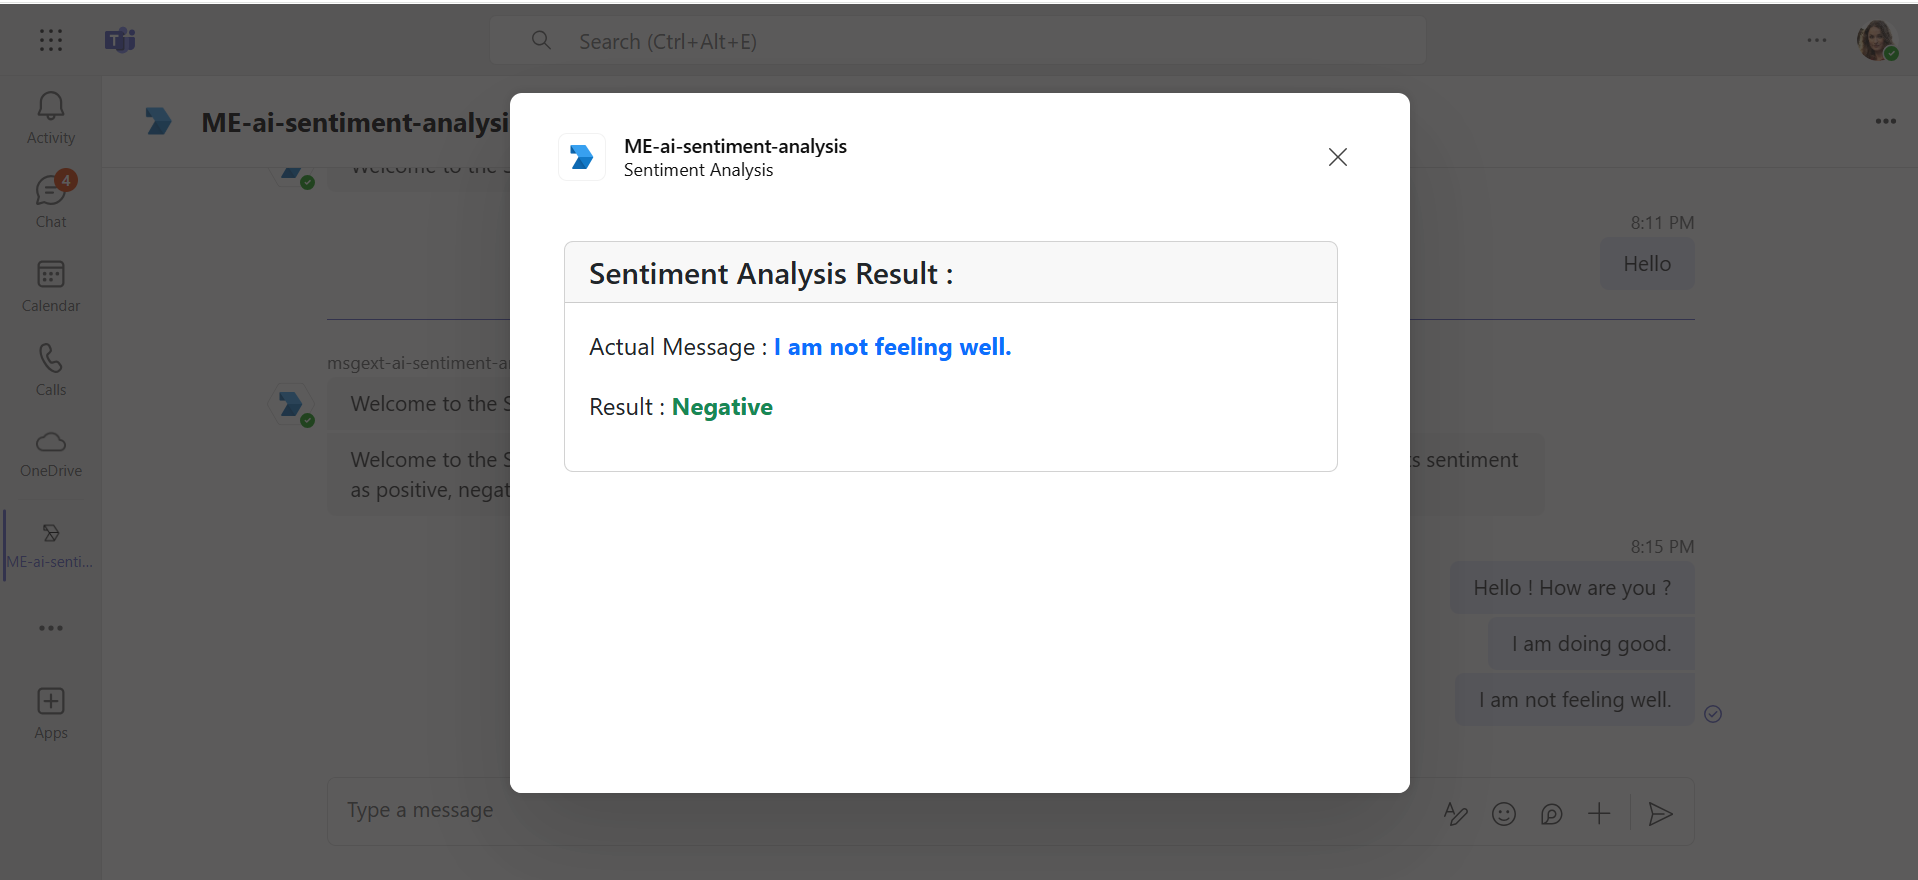 Search (Ctrl+Alt+E)
Activity
4
Chat
Calendar
Calls
OneDrive
ME-ai-senti...
Apps
ME-ai-sentiment-analysi
Welcome to the S
8:11 PM
Hello
msgext-ai-sentiment-a
Welcome to the S
Welcome to the S
s sentiment
as positive, negat
8:15 PM
Hello ! How are you ?
I am doing good.
I am not feeling well.
Type a message
ME-ai-sentiment-analysis
Sentiment Analysis
Sentiment Analysis Result :
Actual Message : I am not feeling well.
Result : Negative